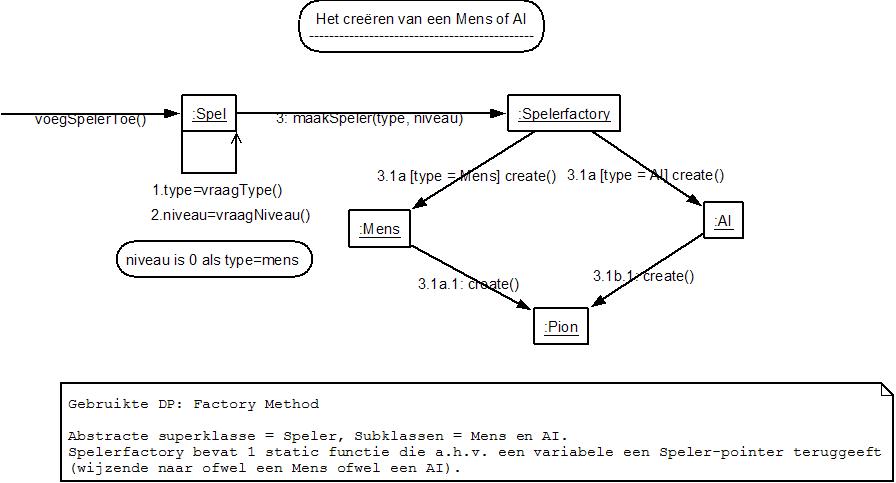 Het creëren van een Mens of AI
voegSpelerToe()
:Spel
3: maakSpeler(type, niveau)
:Spelerfactory
3.1a [type = Mens] create()
3.1a [type = AI] create()
1.type=vraagType()
2.niveau=vraagNiveau()
:Mens
:AI
niveau is 0 als type=mens
3.1a.1: create()
3.1b.1: create()
:Pion
Gebruikte DP: Factory Method
Abstracte superklasse = Speler, Subklassen = Mens en AI.
Spelerfactory bevat 1 static functie die a.h.v. een variabele een Speler-pointer teruggeeft
(wijzende naar ofwel een Mens ofwel een AI).